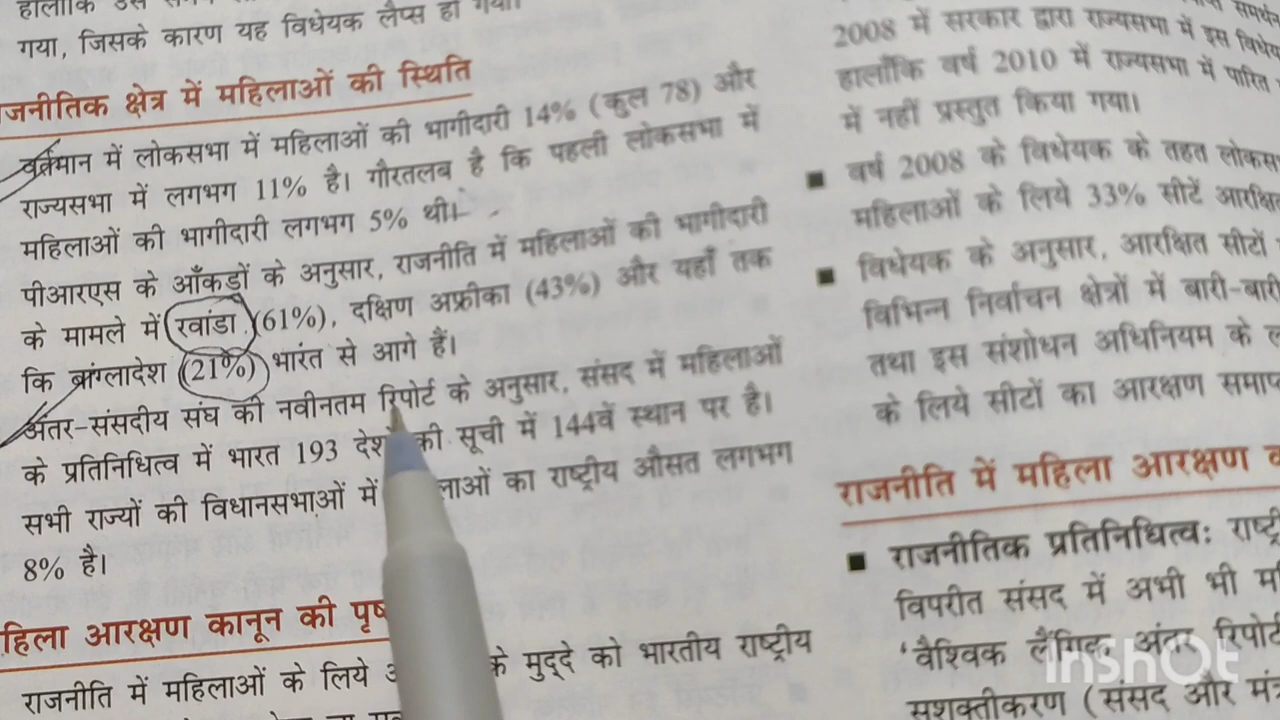 हालाँकि उस
गया, जिसके कारण यह विधेयक लैप्स हो गया।
जनीतिक क्षेत्र में महिलाओं की स्थिति
वर्तमान में लोकसभा में महिलाओं की भागीदारी 14% (कुल 78) और
राज्यसभा में लगभग 11% है। गौरतलब है कि पहली लोकसभा में
महिलाओं की भागीदारी लगभग 5% थी।
पीआरएस के आँकड़ों के अनुसार, राजनीति में महिलाओं की भागीदारी
के मामले में रवांडा (61%), दक्षिण अफ्रीका (43%) और यहाँ तक
कि बांग्लादेश (21%) भारत से आगे हैं।
अंतर-संसदीय संघ की नवीनतम रिपोर्ट के अनुसार, संसद में महिलाओं
के प्रतिनिधित्व में भारत 193 की सूची में 144वें स्थान पर है।
सभी राज्यों की विधानसभाओं में लाओं का राष्ट्रीय औसत लगभग
8% है।
हिला आरक्षण कानून की पृष
राजनीति में महिलाओं के लिये के मुद्दे को भारतीय राष्ट्रीय
समर्थन
2008 में सरकार द्वारा राज्यसभा में इस विधेय
हालाँकि वर्ष 2010 में राज्यसभा में पारित
में नहीं प्रस्तुत किया गया।
■ वर्ष 2008 के विधेयक के तहत लोकस
महिलाओं के लिये 33% सीटें आरक्षि
■ विधेयक के अनुसार, आरक्षित सीटों
विभिन्न निर्वाचन क्षेत्रों में बारी-बारी
तथा इस संशोधन अधिनियम के ल
के लिये सीटों का आरक्षण समाप
राजनीति में महिला आरक्षण क
■ राजनीतिक प्रतिनिधित्व: राष्ट्री
विपरीत संसद में अभी भी म
'वैश्विक लैंगिक अंतर रिपोर्ट
सशक्तीकरण (संसद और मंत्र
InShOt